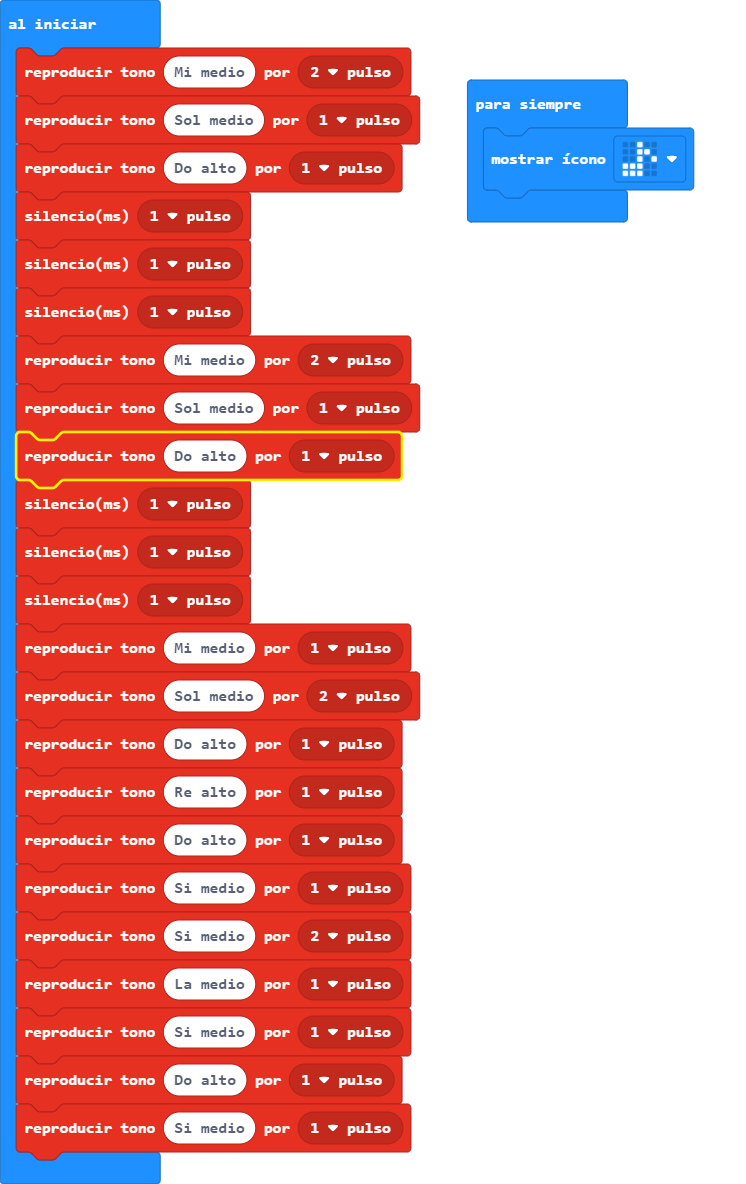 al iniciar
reproducir tono Mi medio por 2 pulso
reproducir tono Sol medio por 1 pulso
reproducir tono Do alto por 1 pulso
silencio(ms) 1 pulso
silencio(ms) 1 pulso
silencio(ms) 1 pulso
reproducir tono Mi medio por 2 pulso
reproducir tono Sol medio por 1 pulso
reproducir tono Do alto por 1 pulso
silencio(ms) 1 pulso
silencio(ms) 1 pulso
silencio(ms) 1 pulso
reproducir tono Mi medio por 1 pulso
reproducir tono Sol medio por 2 pulso
reproducir tono Do alto por 1 pulso
reproducir tono Re alto por 1 pulso
reproducir tono Do alto por 1 pulso
reproducir tono Si medio por 1 pulso
reproducir tono Si medio por 2 pulso
reproducir tono La medio por 1 pulso
reproducir tono Si medio por 1 pulso
reproducir tono Do alto por 1 pulso
reproducir tono Si medio por 1 pulso
para siempre
mostrar ícono